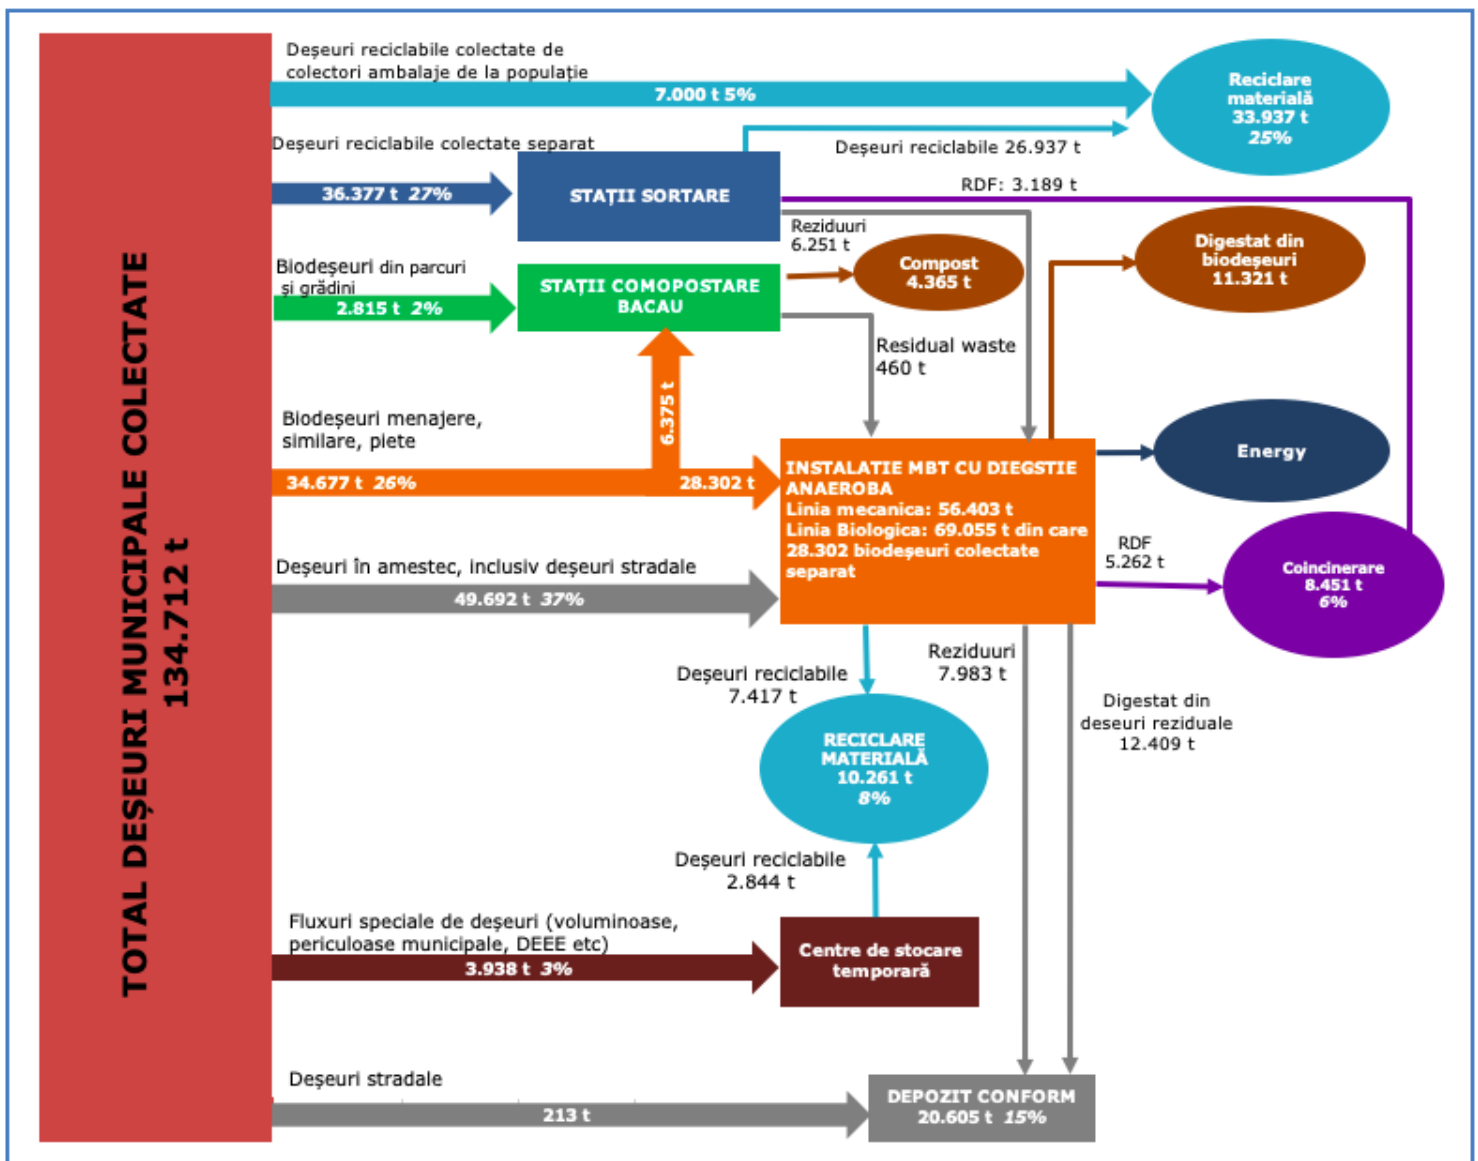 TOTAL DEȘEURI MUNICIPALE COLECTATE
134.712 t
Deșeuri reciclabile colectate de
colectori ambalaje de la populație
7.000 t 5%
Reciclare
materială
33.937 t
25%
Deșeuri reciclabile colectate separat
36.377 t 27%
STAȚII SORTARE
Deșeuri reciclabile 26.937 t
RDF: 3.189 t
Reziduuri
6.251 t
Biodeșeuri din parcuri
și grădini
2.815 t 2%
STAȚII COMOPOSTARE
BACAU
Compost
4.365 t
Digestat din
biodeșeuri
11.321 t
Residual waste
460 t
6.375 t
Biodeșeuri menajere,
similare, piete
34.677 t 26%
28.302 t
INSTALATIE MBT CU DIEGSTIE
ANAEROBA
Linia mecanica: 56.403 t
Linia Biologica: 69.055 t din care
28.302 biodeșeuri colectate
separat
Energy
RDF
5.262 t
Coincinerare
8.451 t
6%
Deșeuri în amestec, inclusiv deșeuri stradale
49.692 t 37%
Deșeuri reciclabile
7.417 t
Reziduuri
7.983 t
Digestat din
deseuri reziduale
12.409 t
RECICLARE
MATERIALĂ
10.261 t
8%
Deșeuri reciclabile
2.844 t
Fluxuri speciale de deșeuri (voluminoase,
periculoase municipale, DEEE etc)
3.938 t 3%
Centre de stocare
temporară
Deșeuri stradale
213 t
DEPOZIT CONFORM
20.605 t 15%